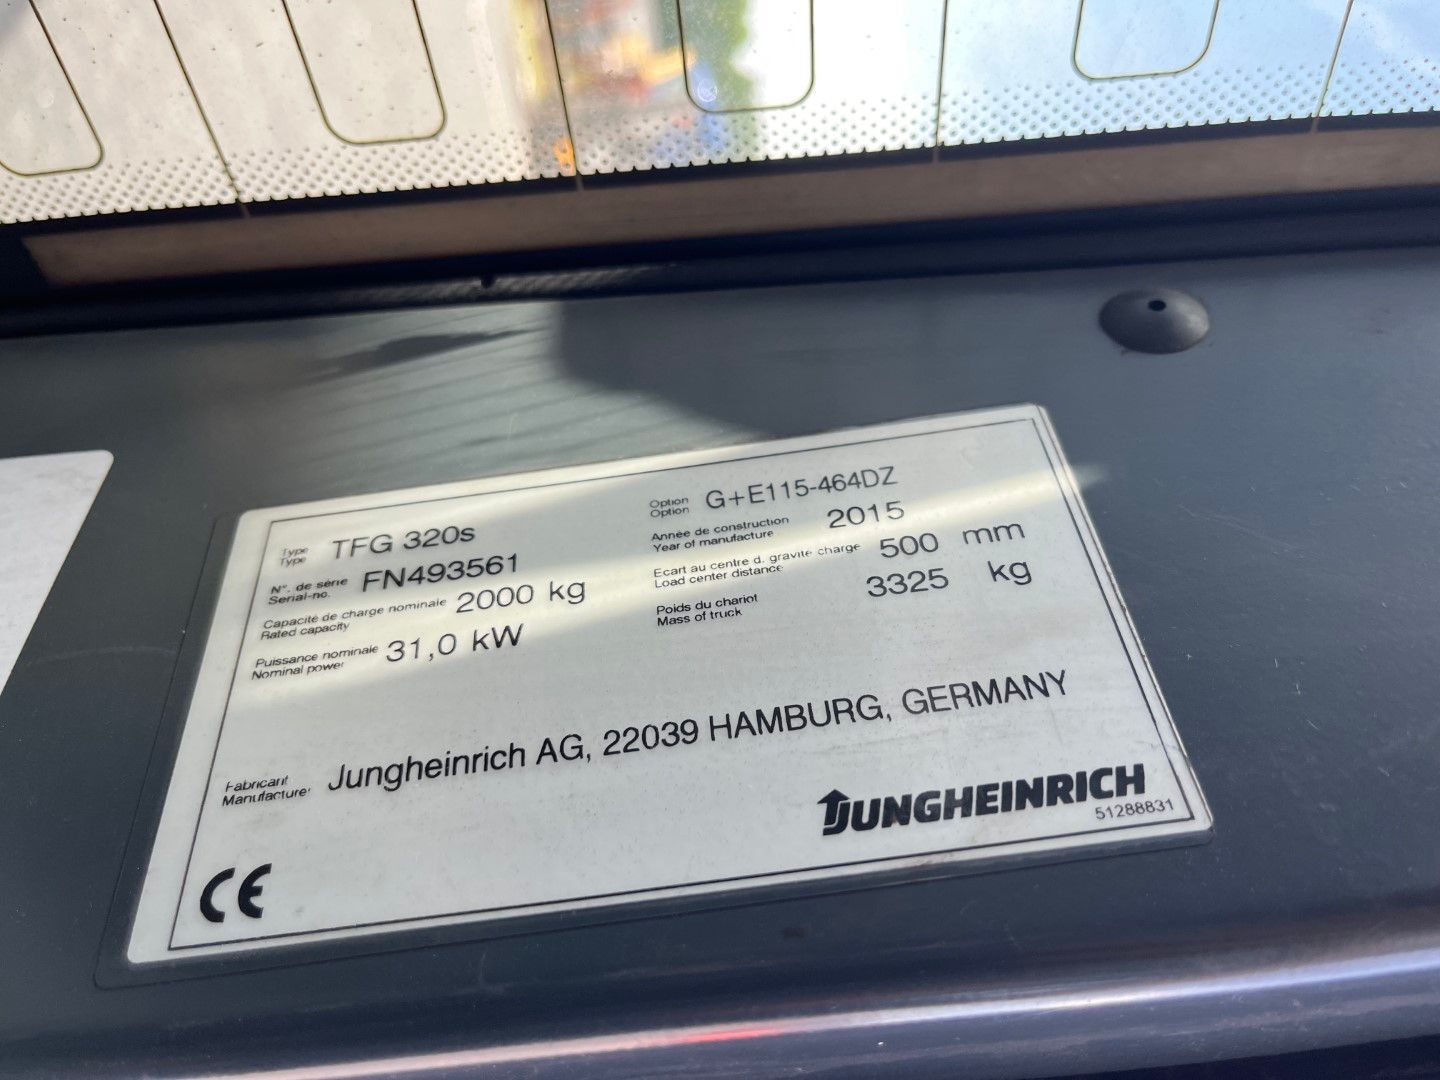 Type
Type
TFG 320s
Option
Option
G+E115-464DZ
N°. de série
Serial-no.
FN493561
Année de construction
Year of manufacture
2015
Capacité de charge nominale
Rated capacity
2000 kg
Ecart au centre d. gravité charge
Load center distance
500 mm
Puissance nominale
Nominal power
31,0 kW
Poids du chariot
Mass of truck
3325 kg
Fabricant
Manufacturer
Jungheinrich AG, 22039 HAMBURG, GERMANY
JUNGHEINRICH
51288831
CE